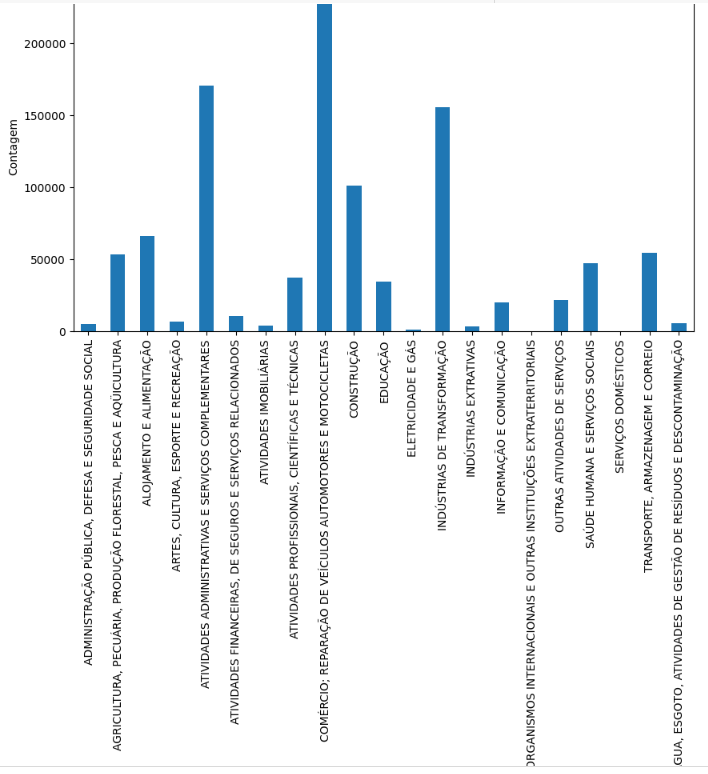 200000
150000
100000
50000
0
Contagem
ADMINISTRAÇÃO PÚBLICA, DEFESA E SEGURIDADE SOCIAL
AGRICULTURA, PECUÁRIA, PRODUÇÃO FLORESTAL, PESCA E AQÜICULTURA
ALOJAMENTO E ALIMENTAÇÃO
ARTES, CULTURA, ESPORTE E RECREAÇÃO
ATIVIDADES ADMINISTRATIVAS E SERVIÇOS COMPLEMENTARES
ATIVIDADES FINANCEIRAS, DE SEGUROS E SERVIÇOS RELACIONADOS
ATIVIDADES IMOBILIÁRIAS
ATIVIDADES PROFISSIONAIS, CIENTÍFICAS E TÉCNICAS
COMÉRCIO; REPARAÇÃO DE VEÍCULOS AUTOMOTORES E MOTOCICLETAS
CONSTRUÇÃO
EDUCAÇÃO
ELETRICIDADE E GÁS
INDÚSTRIAS DE TRANSFORMAÇÃO
INDÚSTRIAS EXTRATIVAS
INFORMAÇÃO E COMUNICAÇÃO
ORGANISMOS INTERNACIONAIS E OUTRAS INSTITUIÇÕES EXTRATERRITORIAIS
OUTRAS ATIVIDADES DE SERVIÇOS
SAÚDE HUMANA E SERVIÇOS SOCIAIS
SERVIÇOS DOMÉSTICOS
TRANSPORTE, ARMAZENAGEM E CORREIO
GUA, ESGOTO, ATIVIDADES DE GESTÃO DE RESÍDUOS E DESCONTAMINAÇÃO